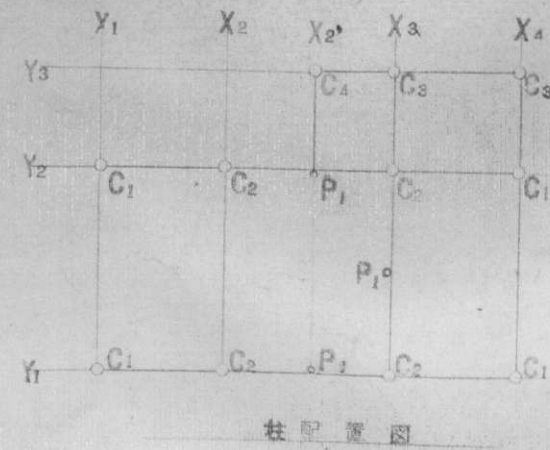 X1 X2 X2' X3 X4
Y3 C4 C3 C3
Y2 C1 C2 P1 C2 C1
P1
Y1 C1 C2 P1 C2 C1
柱配置図